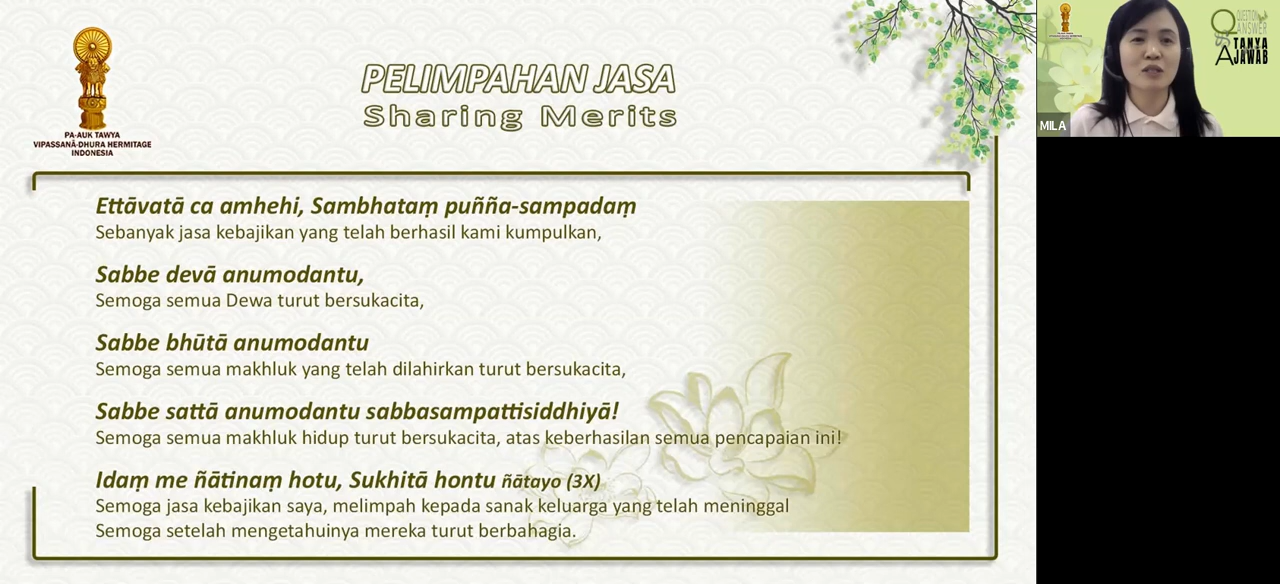 PA-AUK TAWYA
VIPASSANĀ-DHURA HERMITAGE
INDONESIA
PELIMPAHAN JASA
Sharing Merits
Ettāvatā ca amhehi, Sambhataṃ puñña-sampadaṃ
Sebanyak jasa kebajikan yang telah berhasil kami kumpulkan,
Sabbe devā anumodantu,
Semoga semua Dewa turut bersukacita,
Sabbe bhūtā anumodantu
Semoga semua makhluk yang telah dilahirkan turut bersukacita,
Sabbe sattā anumodantu sabbasampattisiddhiyā!
Semoga semua makhluk hidup turut bersukacita, atas keberhasilan semua pencapaian ini!
Idaṃ me ñātinaṃ hotu, Sukhitā hontu ñātayo (3X)
Semoga jasa kebajikan saya, melimpah kepada sanak keluarga yang telah meninggal
Semoga setelah mengetahuinya mereka turut berbahagia.
QUESTION
ANSWER
TANYA
JAWAB
MILA